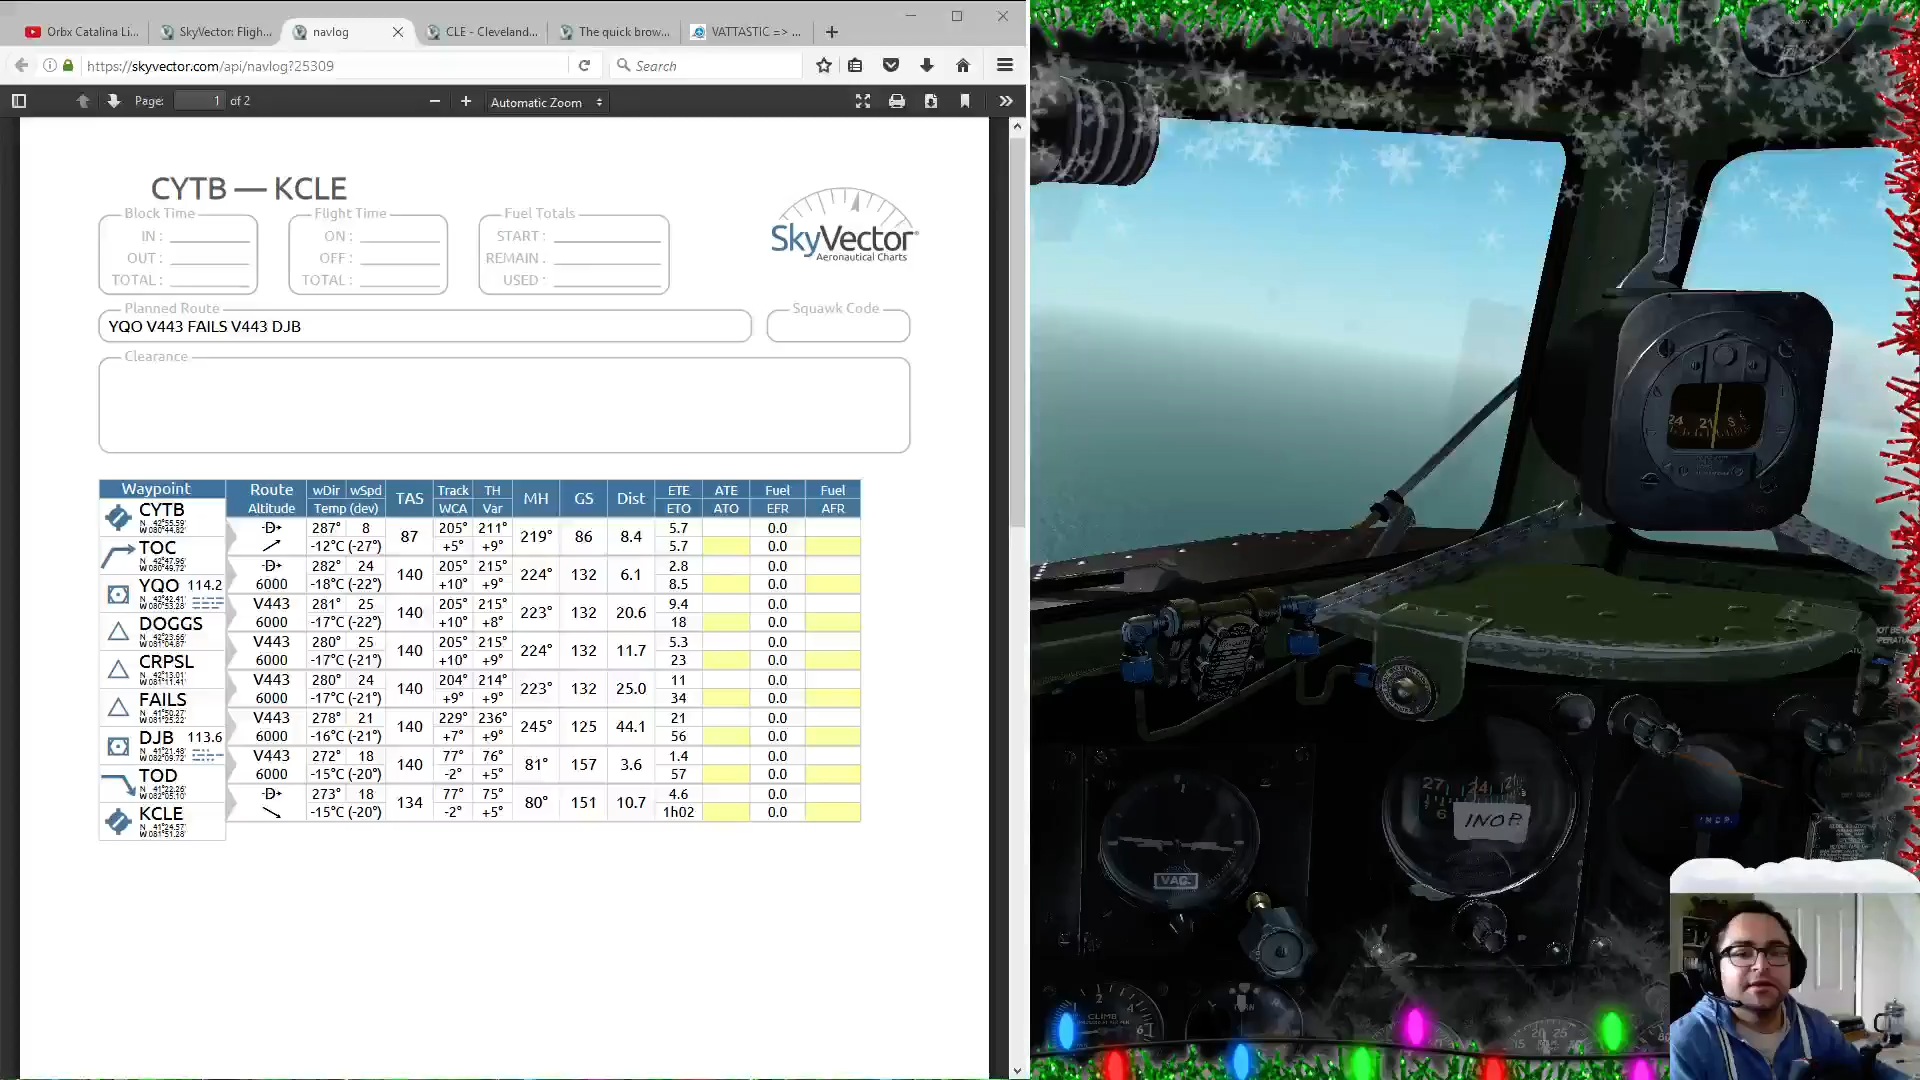 Orbx Catalina Li...
SkyVector: Fligh...
navlog
CLE - Cleveland...
The quick brow...
VATTASTIC => ...
https://skyvector.com/api/navlog?25309
Search
Page: 1 of 2
Automatic Zoom
CYTB — KCLE
Block Time
IN :
OUT :
TOTAL :
Flight Time
ON :
OFF :
TOTAL :
Fuel Totals
START :
REMAIN :
USED :
SkyVector
Aeronautical Charts
Planned Route
YQO V443 FAILS V443 DJB
Squawk Code
Clearance
Waypoint Route wDir wSpd TAS Track TH MH GS Dist ETE ATE Fuel Fuel
Altitude Temp (dev) WCA Var ETO ATO EFR AFR
CYTB
-D+ 287° 8 87 205° 211° 219° 86 8.4 5.7 0.0
-12°C (-27°) +5° +9° 5.7 0.0
TOC
-D+ 282° 24 140 205° 215° 224° 132 6.1 2.8 0.0
6000 -18°C (-22°) +10° +9° 8.5 0.0
YQO 114.2
V443 281° 25 140 205° 215° 223° 132 20.6 9.4 0.0
6000 -17°C (-22°) +10° +8° 18 0.0
DOGGS
V443 280° 25 140 205° 215° 224° 132 11.7 5.3 0.0
6000 -17°C (-21°) +10° +9° 23 0.0
CRPSL
V443 280° 24 140 204° 214° 223° 132 25.0 11 0.0
6000 -17°C (-21°) +9° +9° 34 0.0
FAILS
V443 278° 21 140 229° 236° 245° 125 44.1 21 0.0
6000 -16°C (-21°) +7° +9° 56 0.0
DJB 113.6
V443 272° 18 140 77° 76° 81° 157 3.6 1.4 0.0
6000 -15°C (-20°) -2° +5° 57 0.0
TOD
-D+ 273° 18 134 77° 75° 80° 151 10.7 4.6 0.0
-15°C (-20°) -2° +5° 1h02 0.0
KCLE
24 21
27 24 21
6
INOP.
INOP.
VAC.
CLIMB